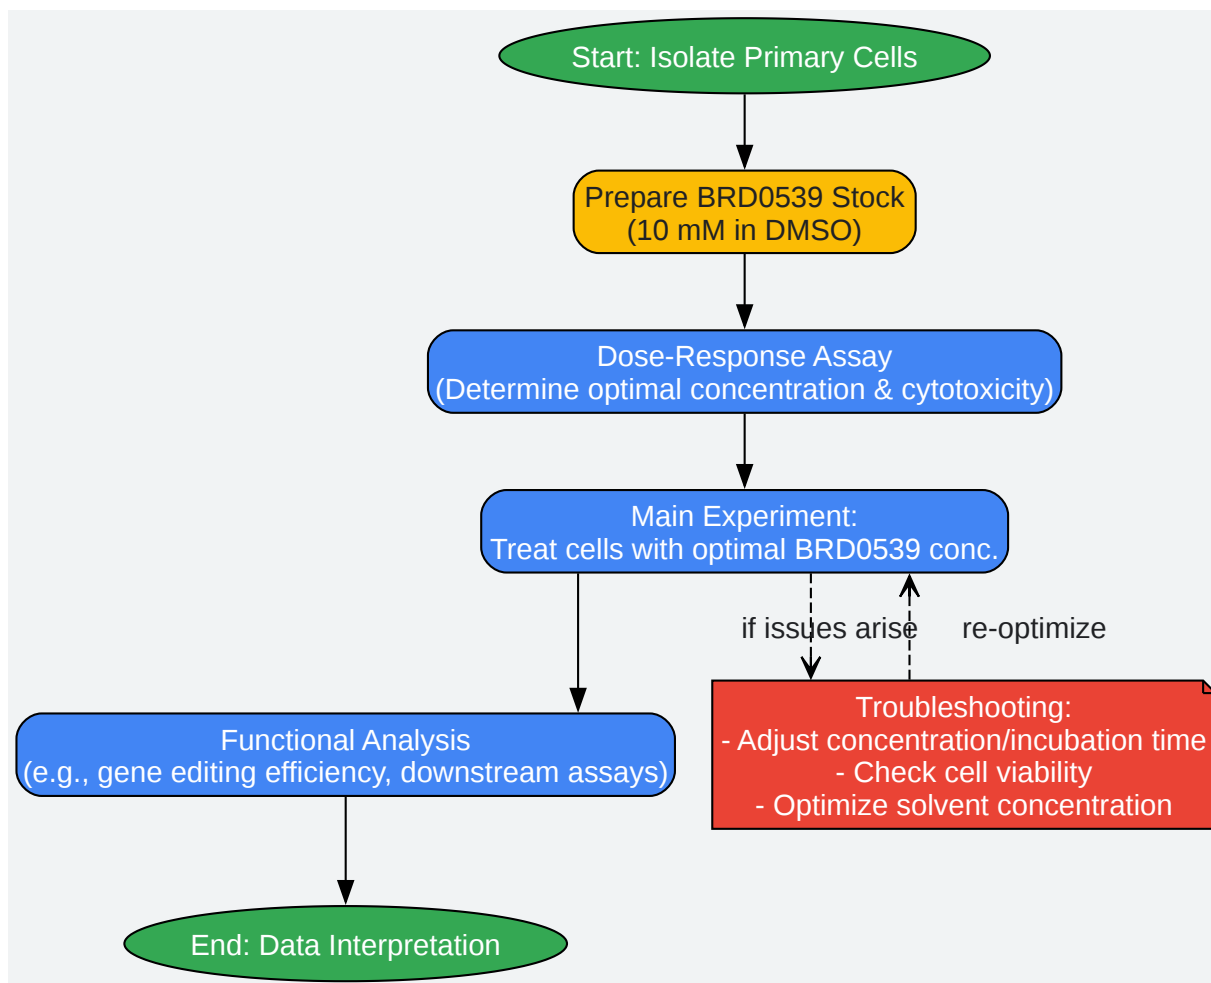 Start: Isolate Primary Cells
Prepare BRD0539 Stock
(10 mM in DMSO)
Dose-Response Assay
(Determine optimal concentration & cytotoxicity)
Main Experiment:
Treat cells with optimal BRD0539 conc.
if issues arise
re-optimize
Troubleshooting:
- Adjust concentration/incubation time
- Check cell viability
- Optimize solvent concentration
Functional Analysis
(e.g., gene editing efficiency, downstream assays)
End: Data Interpretation